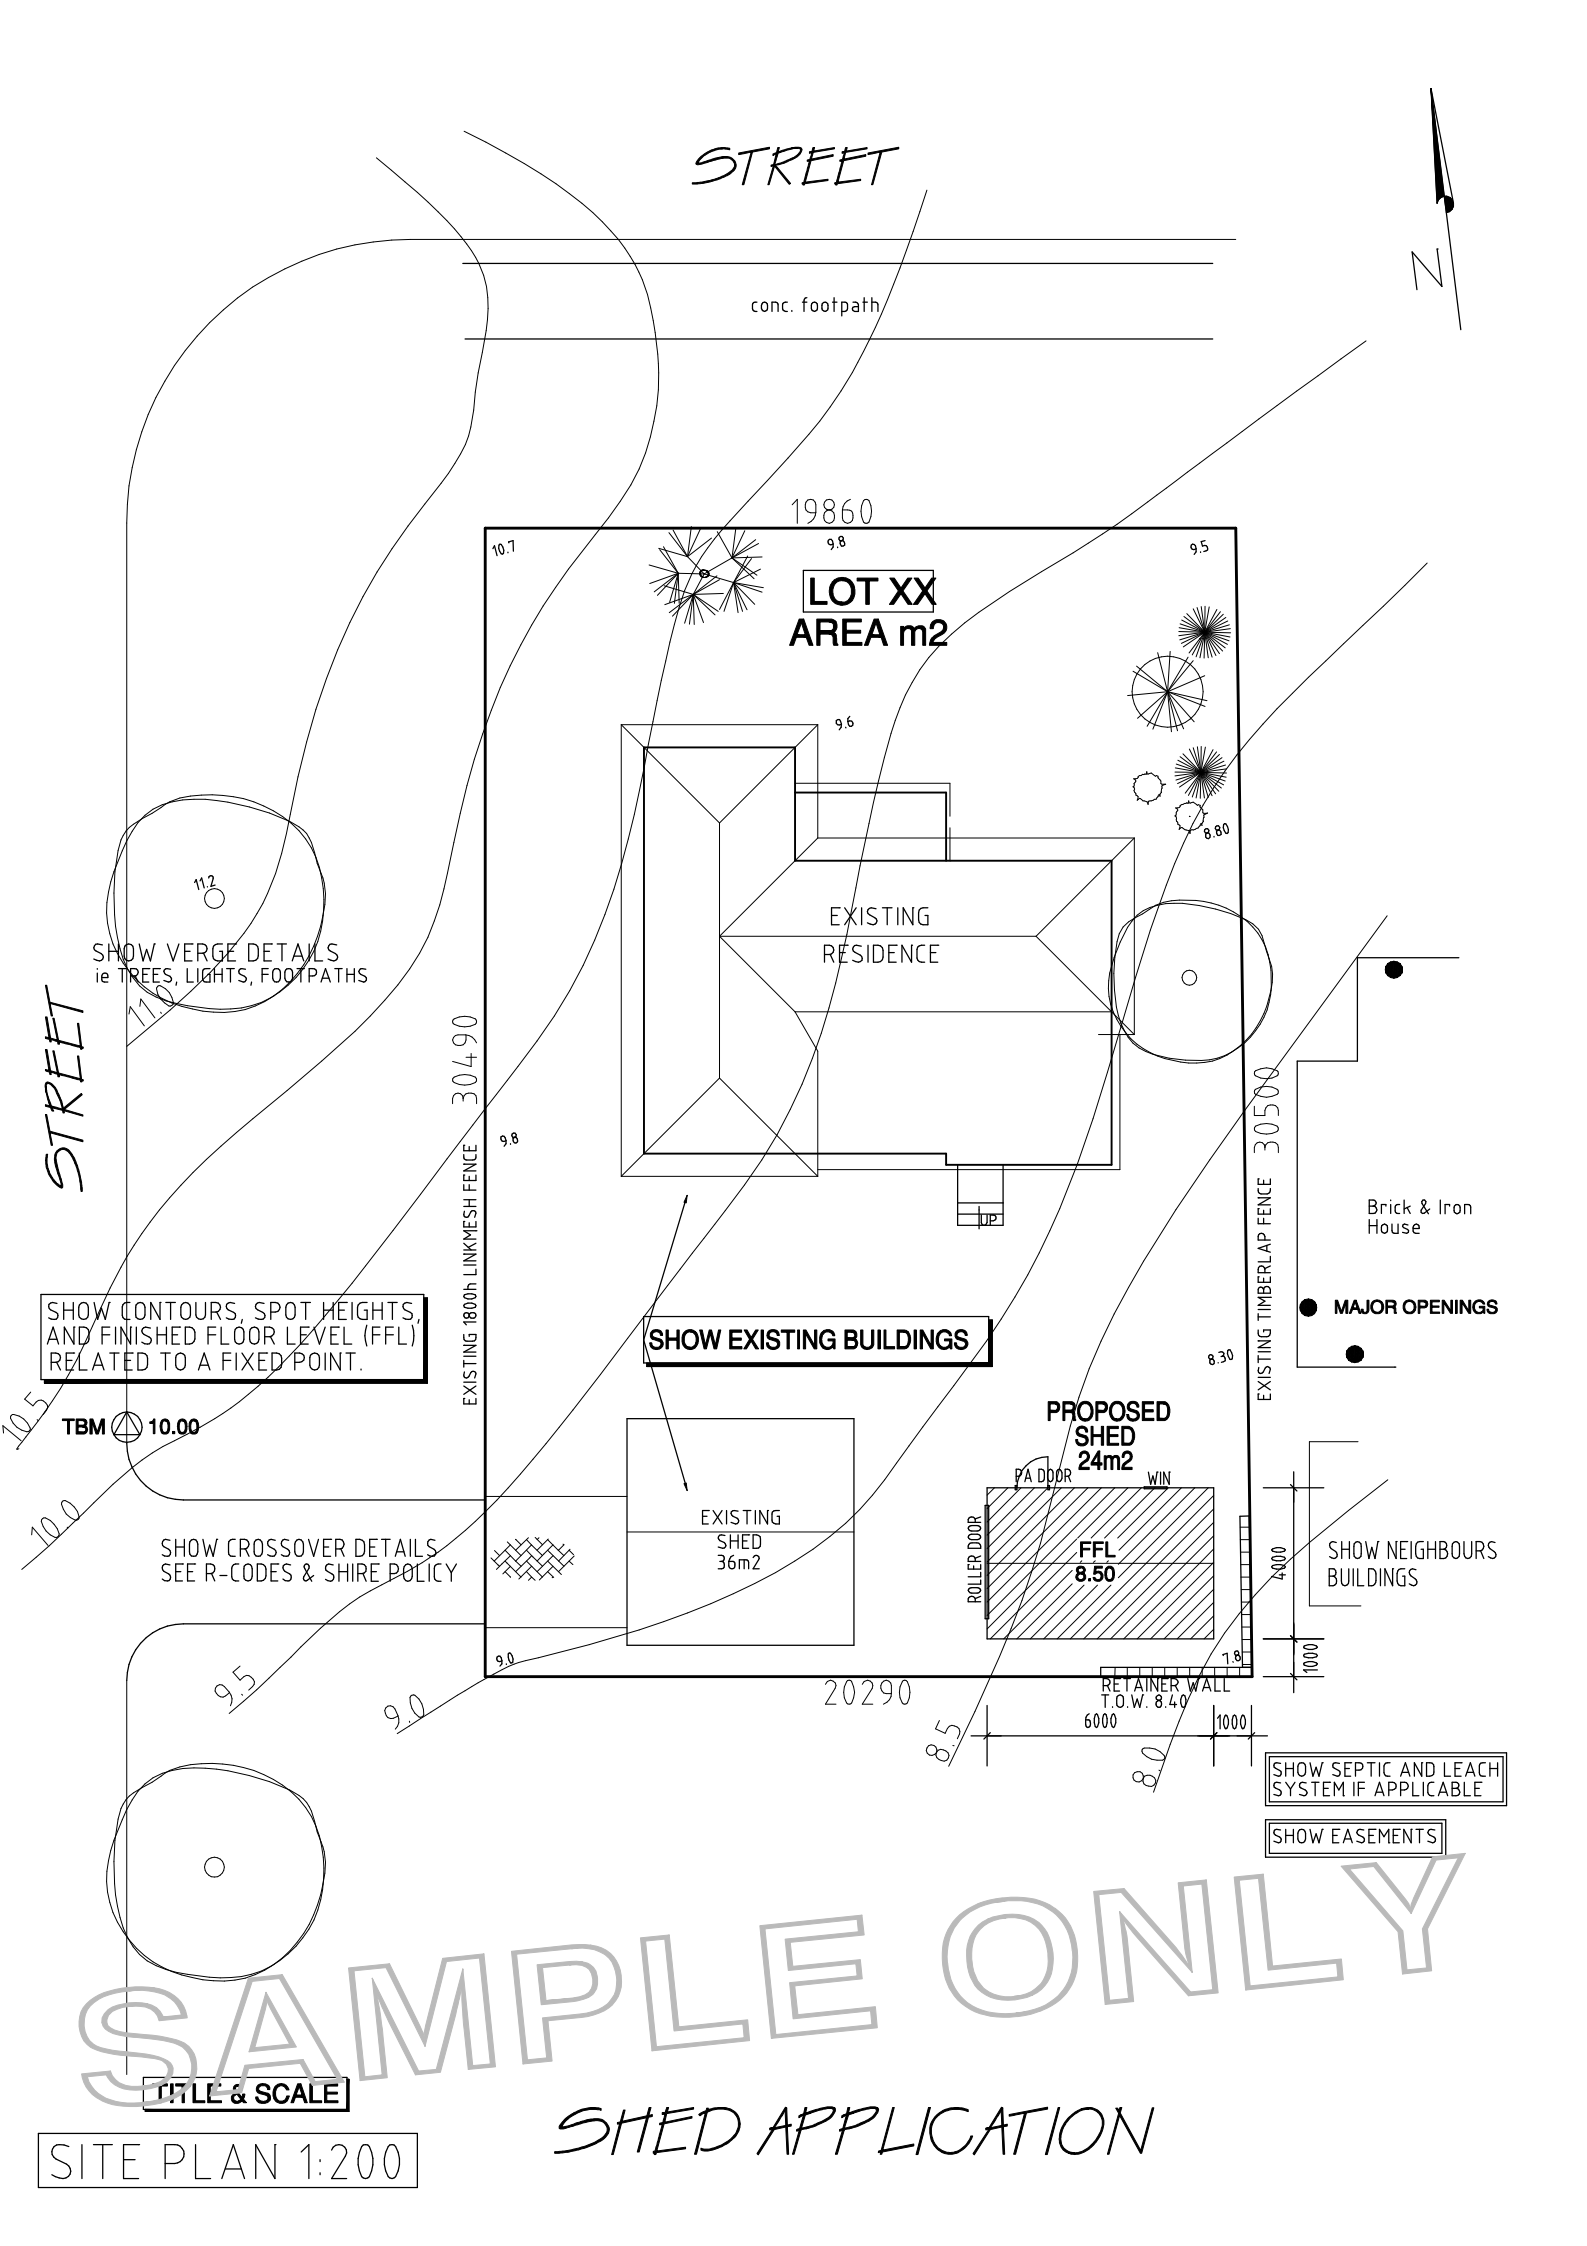 STREET
N
conc. footpath
19860
10.7
9.8
9.5
LOT XX
AREA m2
9.6
8.80
11.2
EXISTING
RESIDENCE
SHOW VERGE DETAILS
ie TREES, LIGHTS, FOOTPATHS
11.0
STREET
30490
30500
9.8
EXISTING 1800h LINKMESH FENCE
EXISTING TIMBERLAP FENCE
Brick & Iron
House
UP
MAJOR OPENINGS
SHOW CONTOURS, SPOT HEIGHTS,
AND FINISHED FLOOR LEVEL (FFL)
RELATED TO A FIXED POINT.
SHOW EXISTING BUILDINGS
8.30
10.5
TBM 10.00
PROPOSED
SHED
24m2
PA DOOR
WIN
10.0
EXISTING
SHED
36m2
ROLLER DOOR
FFL
8.50
4000
SHOW NEIGHBOURS
BUILDINGS
SHOW CROSSOVER DETAILS
SEE R-CODES & SHIRE POLICY
9.0
7.8
1000
9.5
9.0
20290
RETAINER WALL
T.O.W. 8.40
6000
1000
8.5
8.0
SHOW SEPTIC AND LEACH
SYSTEM IF APPLICABLE
SHOW EASEMENTS
SAMPLE ONLY
TITLE & SCALE
SHED APPLICATION
SITE PLAN 1:200